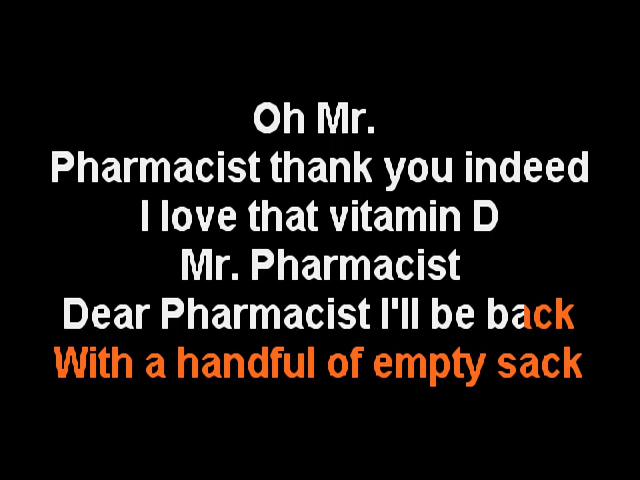 Oh Mr.
Pharmacist thank you indeed
I love that vitamin D
Mr. Pharmacist
Dear Pharmacist I'll be back
With a handful of empty sack